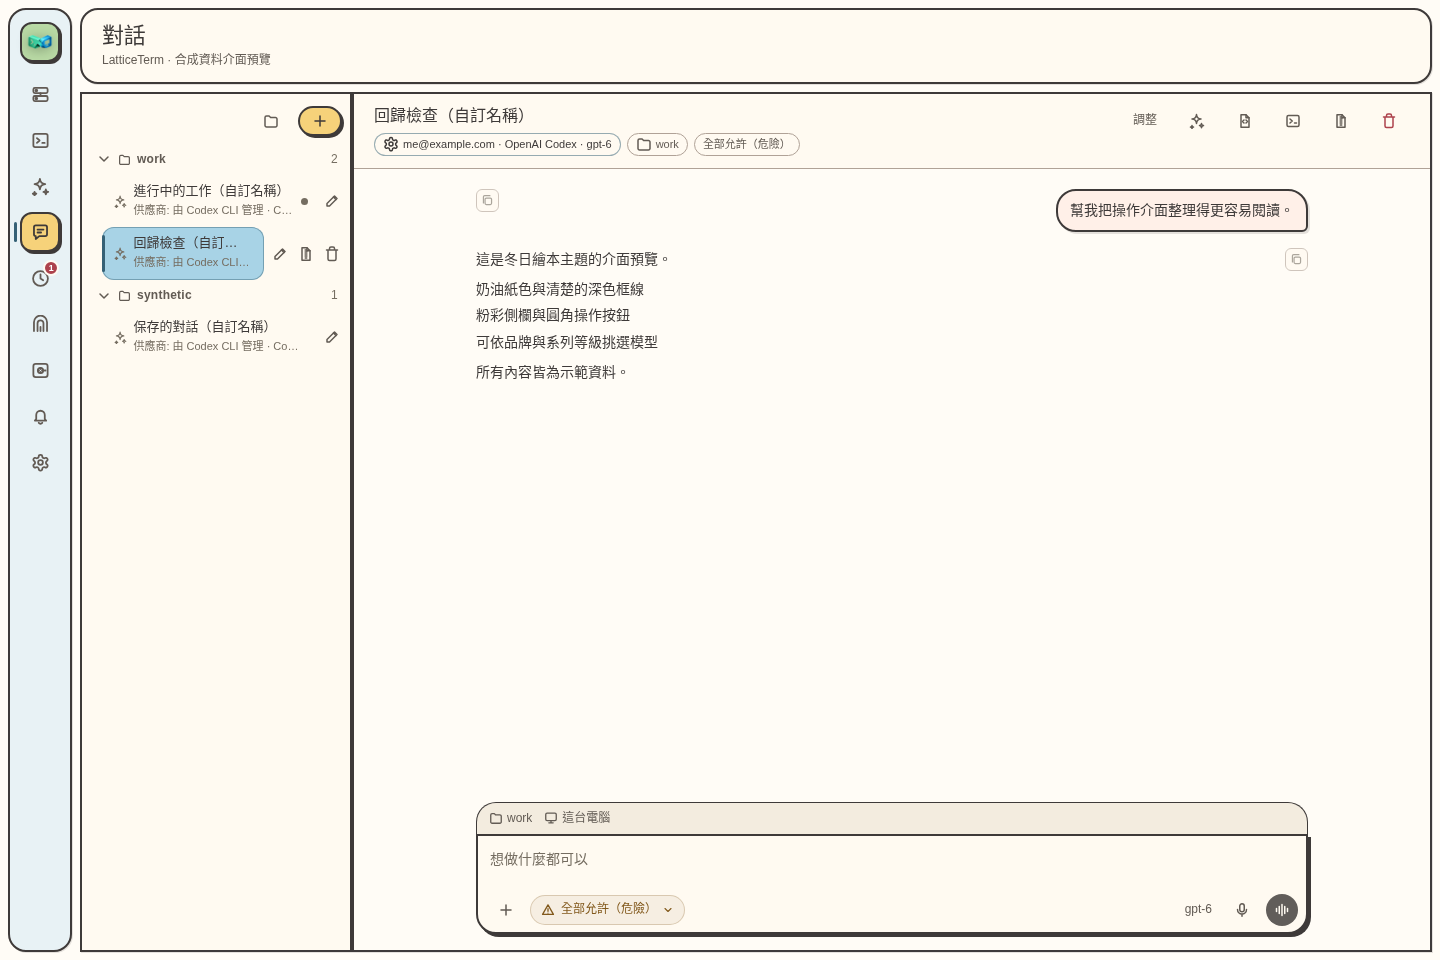 對話
LatticeTerm · 合成資料介面預覽
1
work 2
進行中的工作（自訂名稱）
供應商: 由 Codex CLI 管理 · C…
回歸檢查（自訂…
供應商: 由 Codex CLI…
synthetic 1
保存的對話（自訂名稱）
供應商: 由 Codex CLI 管理 · Co…
回歸檢查（自訂名稱）
調整
me@example.com · OpenAI Codex · gpt-6 work 全部允許（危險）
幫我把操作介面整理得更容易閱讀。
這是冬日繪本主題的介面預覽。
奶油紙色與清楚的深色框線
粉彩側欄與圓角操作按鈕
可依品牌與系列等級挑選模型
所有內容皆為示範資料。
work 這台電腦
想做什麼都可以
全部允許（危險） gpt-6